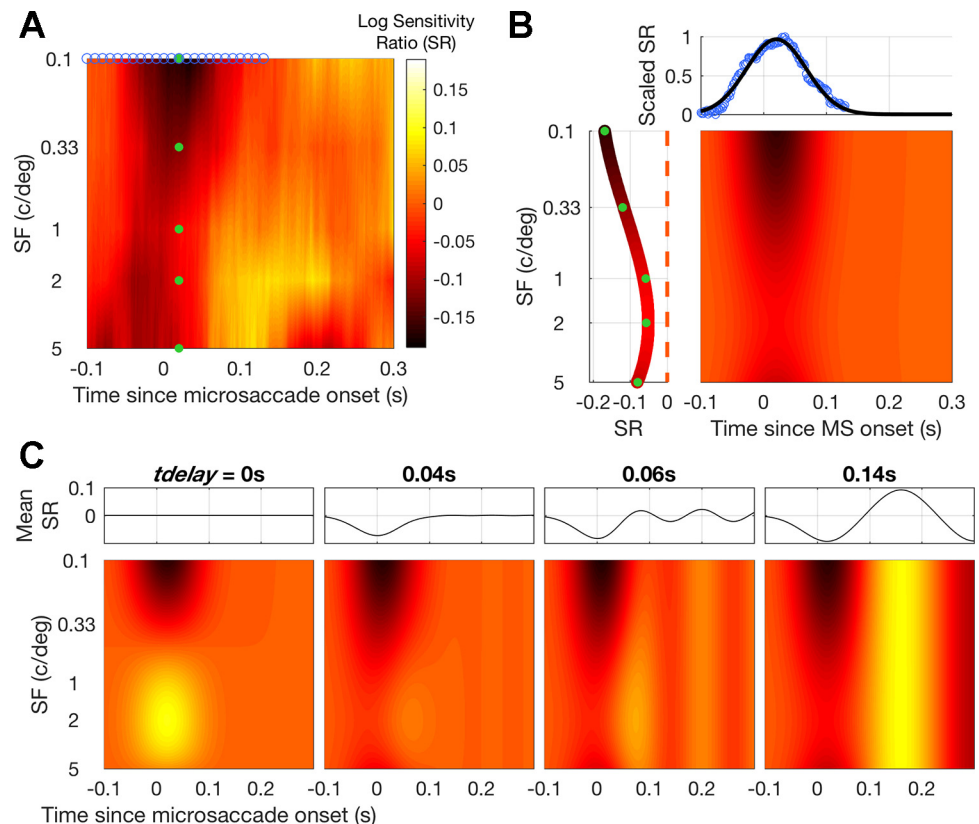 A
Log Sensitivity
Ratio (SR)
0.1
0.33
1
2
5
SF (c/deg)
-0.1 0 0.1 0.2 0.3
Time since microsaccade onset (s)
0.15
0.1
0.05
0
-0.05
-0.1
-0.15
B
Scaled SR
1
0.5
0
0.1
0.33
1
2
5
SF (c/deg)
-0.2 -0.1 0
SR
-0.1 0 0.1 0.2 0.3
Time since MS onset (s)
C
tdelay = 0s 0.04s 0.06s 0.14s
Mean
SR
0.1
0
0.1
0.33
1
2
5
SF (c/deg)
-0.1 0 0.1 0.2 -0.1 0 0.1 0.2 -0.1 0 0.1 0.2 -0.1 0 0.1 0.2
Time since microsaccade onset (s)